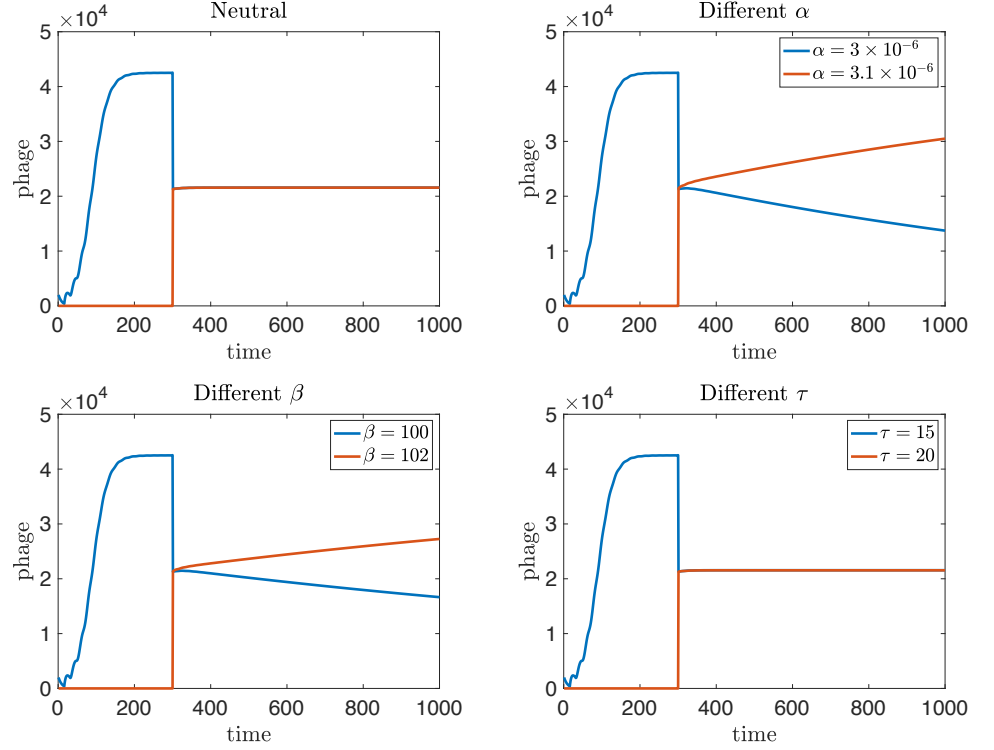 Neutral
×10⁴
5
4
3
2
1
0
0 200 400 600 800 1000
phage
time
Different α
×10⁴
α = 3 × 10⁻⁶
α = 3.1 × 10⁻⁶
5
4
3
2
1
0
0 200 400 600 800 1000
phage
time
Different β
×10⁴
β = 100
β = 102
5
4
3
2
1
0
0 200 400 600 800 1000
phage
time
Different τ
×10⁴
τ = 15
τ = 20
5
4
3
2
1
0
0 200 400 600 800 1000
phage
time